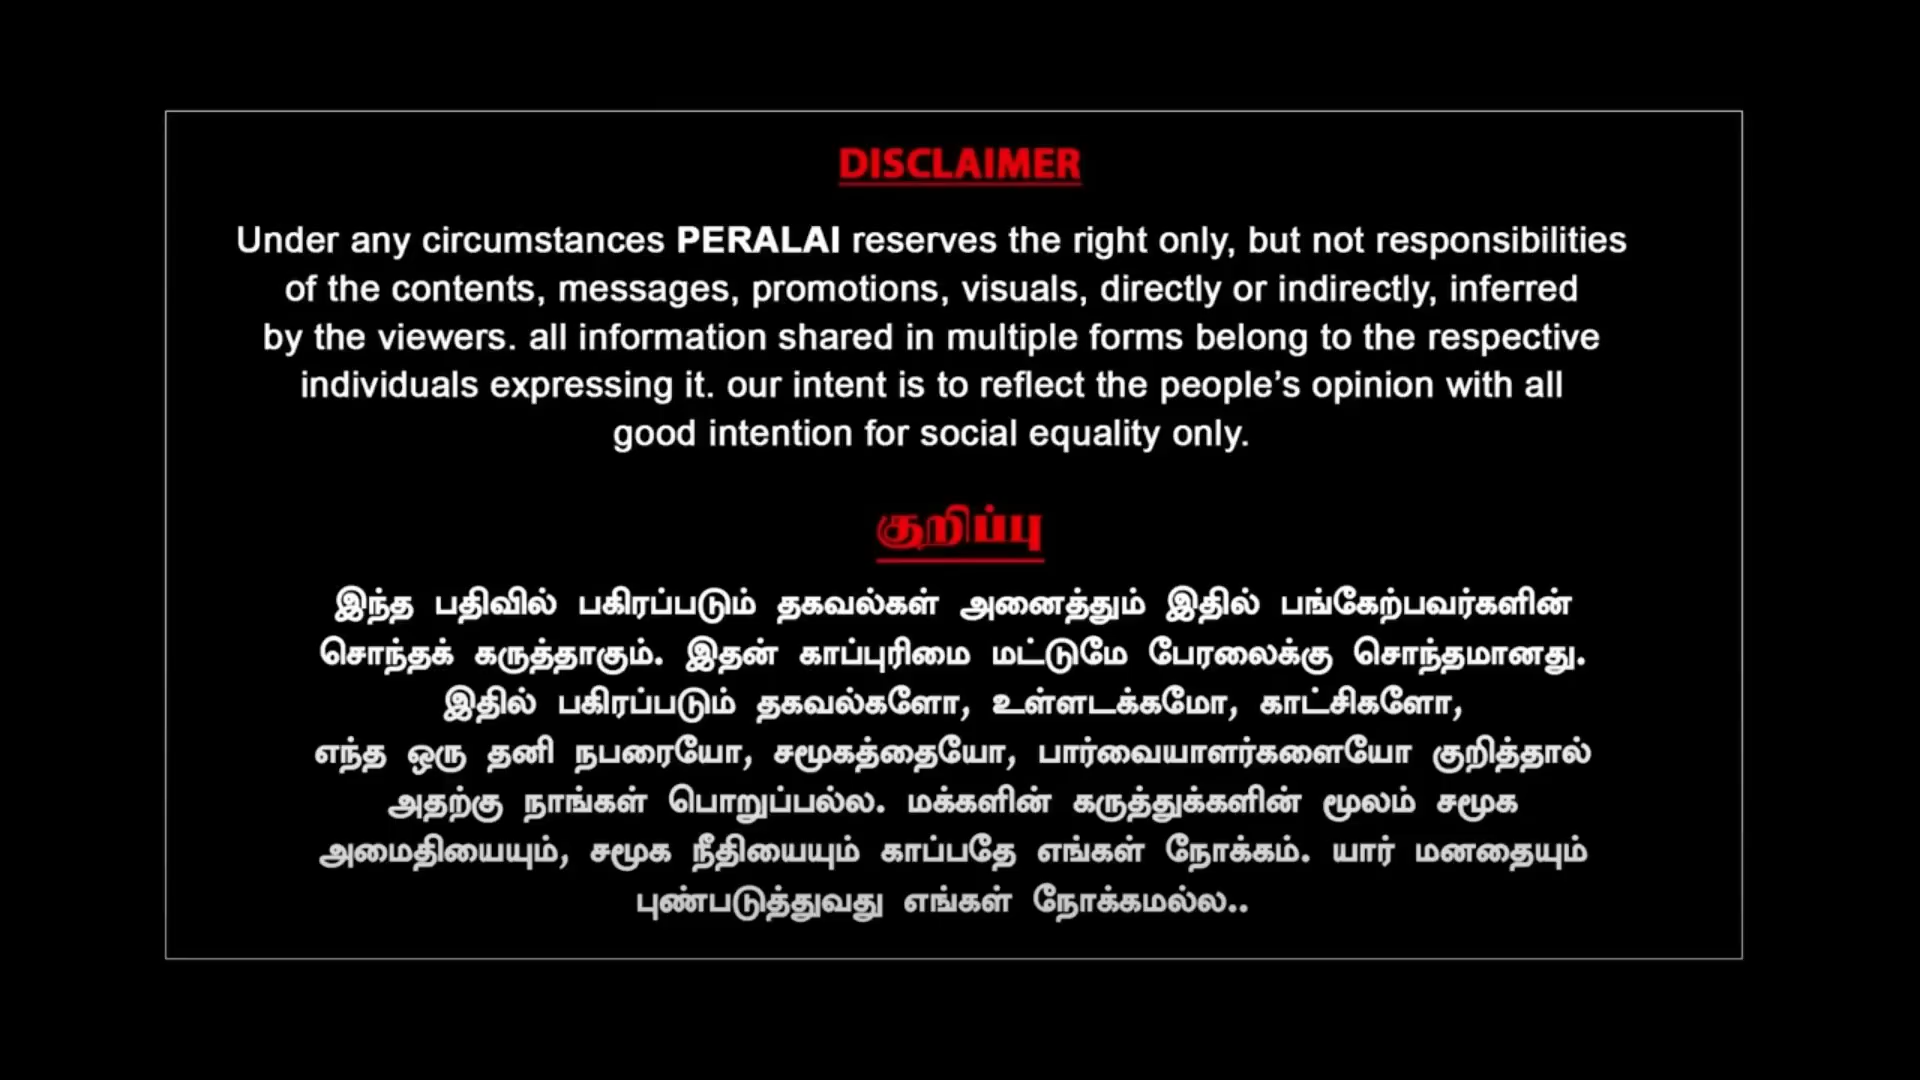 DISCLAIMER
Under any circumstances PERALAI reserves the right only, but not responsibilities
of the contents, messages, promotions, visuals, directly or indirectly, inferred
by the viewers. all information shared in multiple forms belong to the respective
individuals expressing it. our intent is to reflect the people’s opinion with all
good intention for social equality only.
குறிப்பு
இந்த பதிவில் பகிரப்படும் தகவல்கள் அனைத்தும் இதில் பங்கேற்பவர்களின்
சொந்தக் கருத்தாகும். இதன் காப்புரிமை மட்டுமே பேரலைக்கு சொந்தமானது.
இதில் பகிரப்படும் தகவல்களோ, உள்ளடக்கமோ, காட்சிகளோ,
எந்த ஒரு தனி நபரையோ, சமூகத்தையோ, பார்வையாளர்களையோ குறித்தால்
அதற்கு நாங்கள் பொறுப்பல்ல. மக்களின் கருத்துக்களின் மூலம் சமூக
அமைதியையும், சமூக நீதியையும் காப்பதே எங்கள் நோக்கம். யார் மனதையும்
புண்படுத்துவது எங்கள் நோக்கமல்ல..